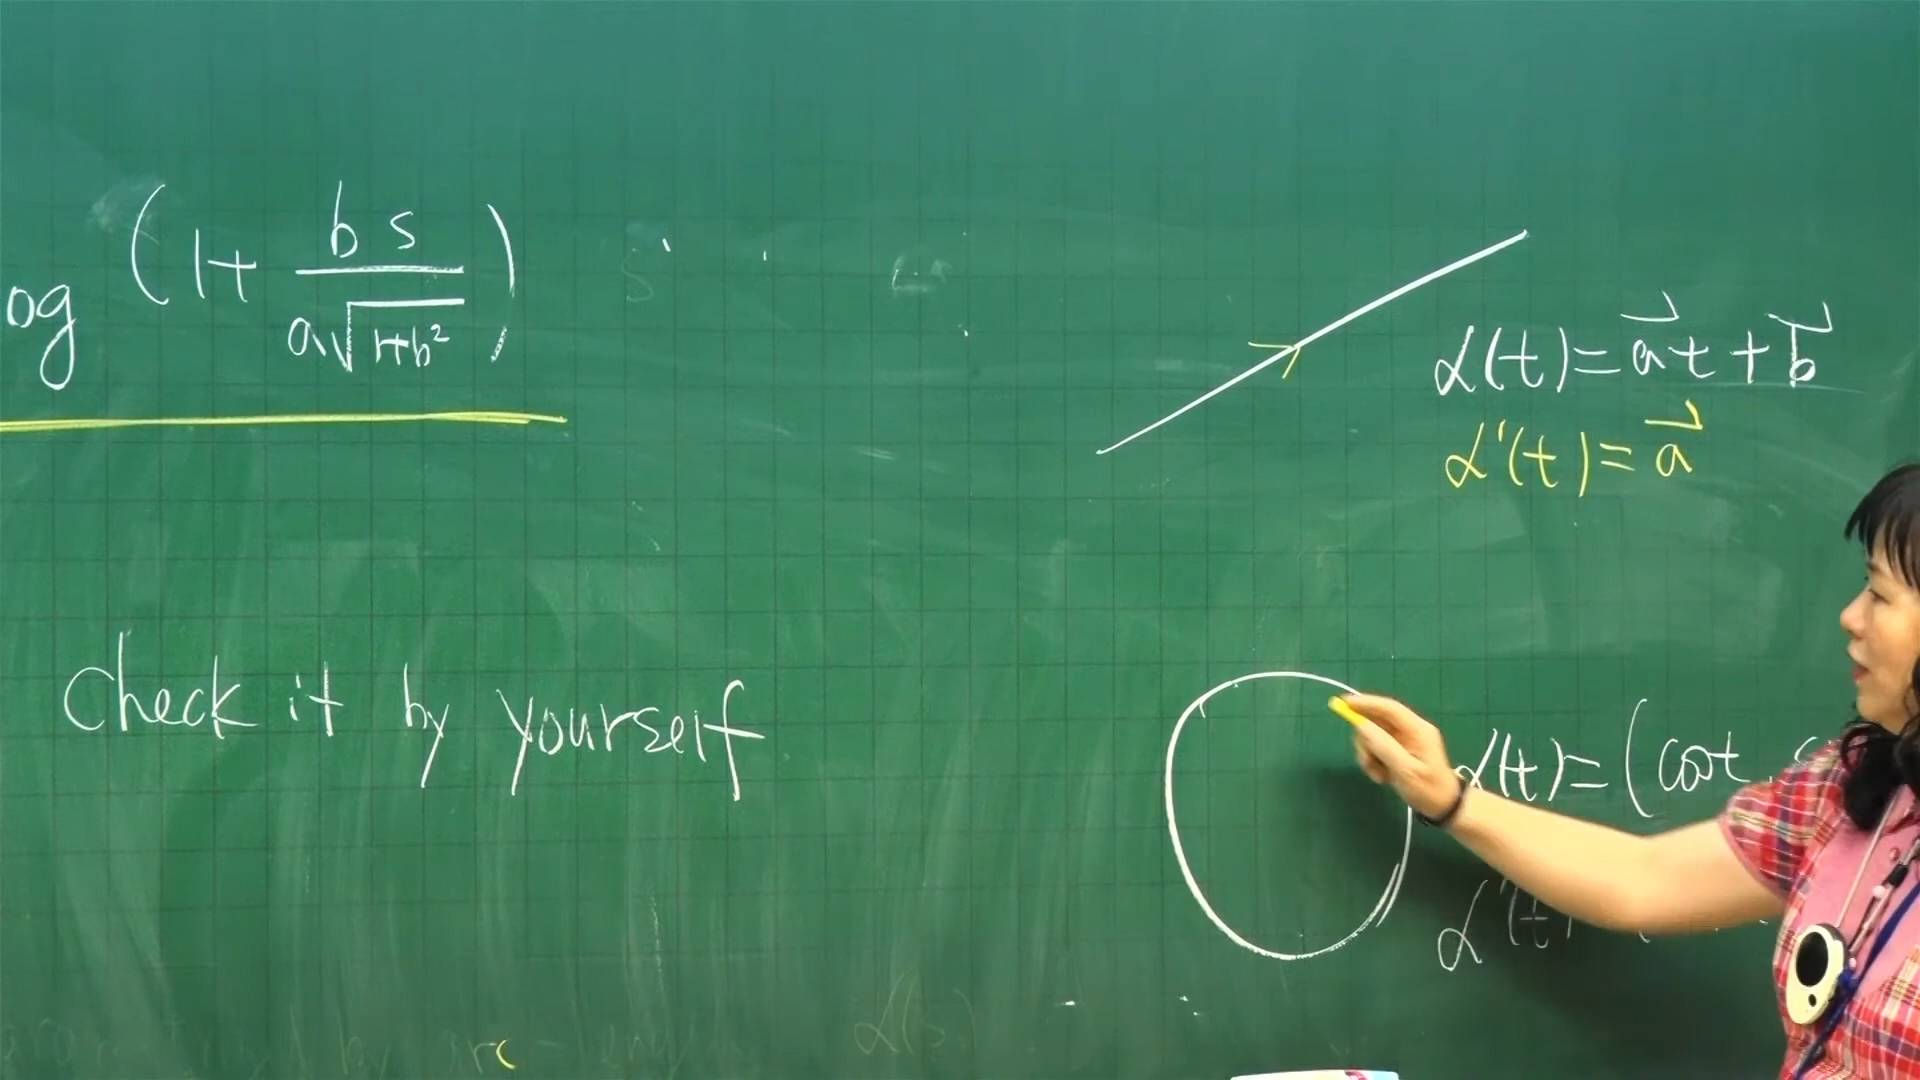 og (1+ bs / a√1+b²)
α(t)=a⃗t+b⃗
α'(t)=a⃗
Check it by yourself
α(t)=(cost,
α'(t)
α(s)